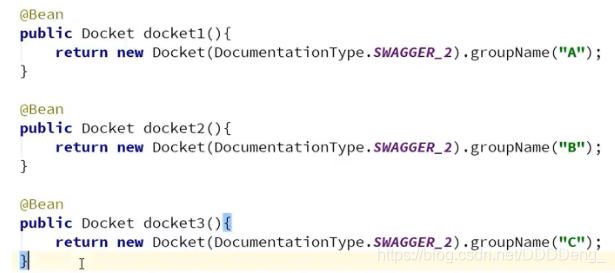 @Bean
public Docket docket1(){
    return new Docket(DocumentationType.SWAGGER_2).groupName("A");
}
@Bean
public Docket docket2(){
    return new Docket(DocumentationType.SWAGGER_2).groupName("B");
}
@Bean
public Docket docket3(){
    return new Docket(DocumentationType.SWAGGER_2).groupName("C");
}
https://blog.csdn.net/DDDDeng_